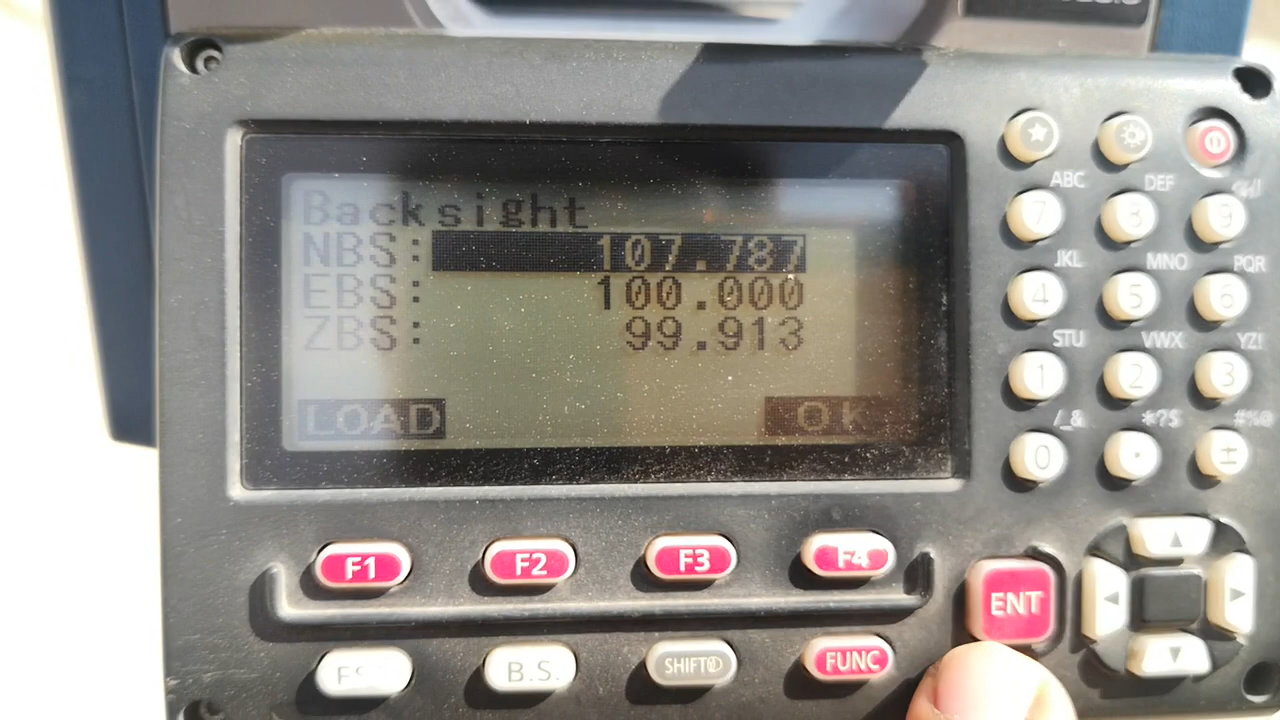 Backsight
NBS: 107.787
EBS: 100.000
ZBS: 99.913
LOAD OK
ABC DEF
7 8 9
JKL MNO PQR
4 5 6
STU VWX YZ!
1 2 3
/_& *?$ #%@
0 . ±
F1 F2 F3 F4
ENT
ESC B.S. SHIFT FUNC